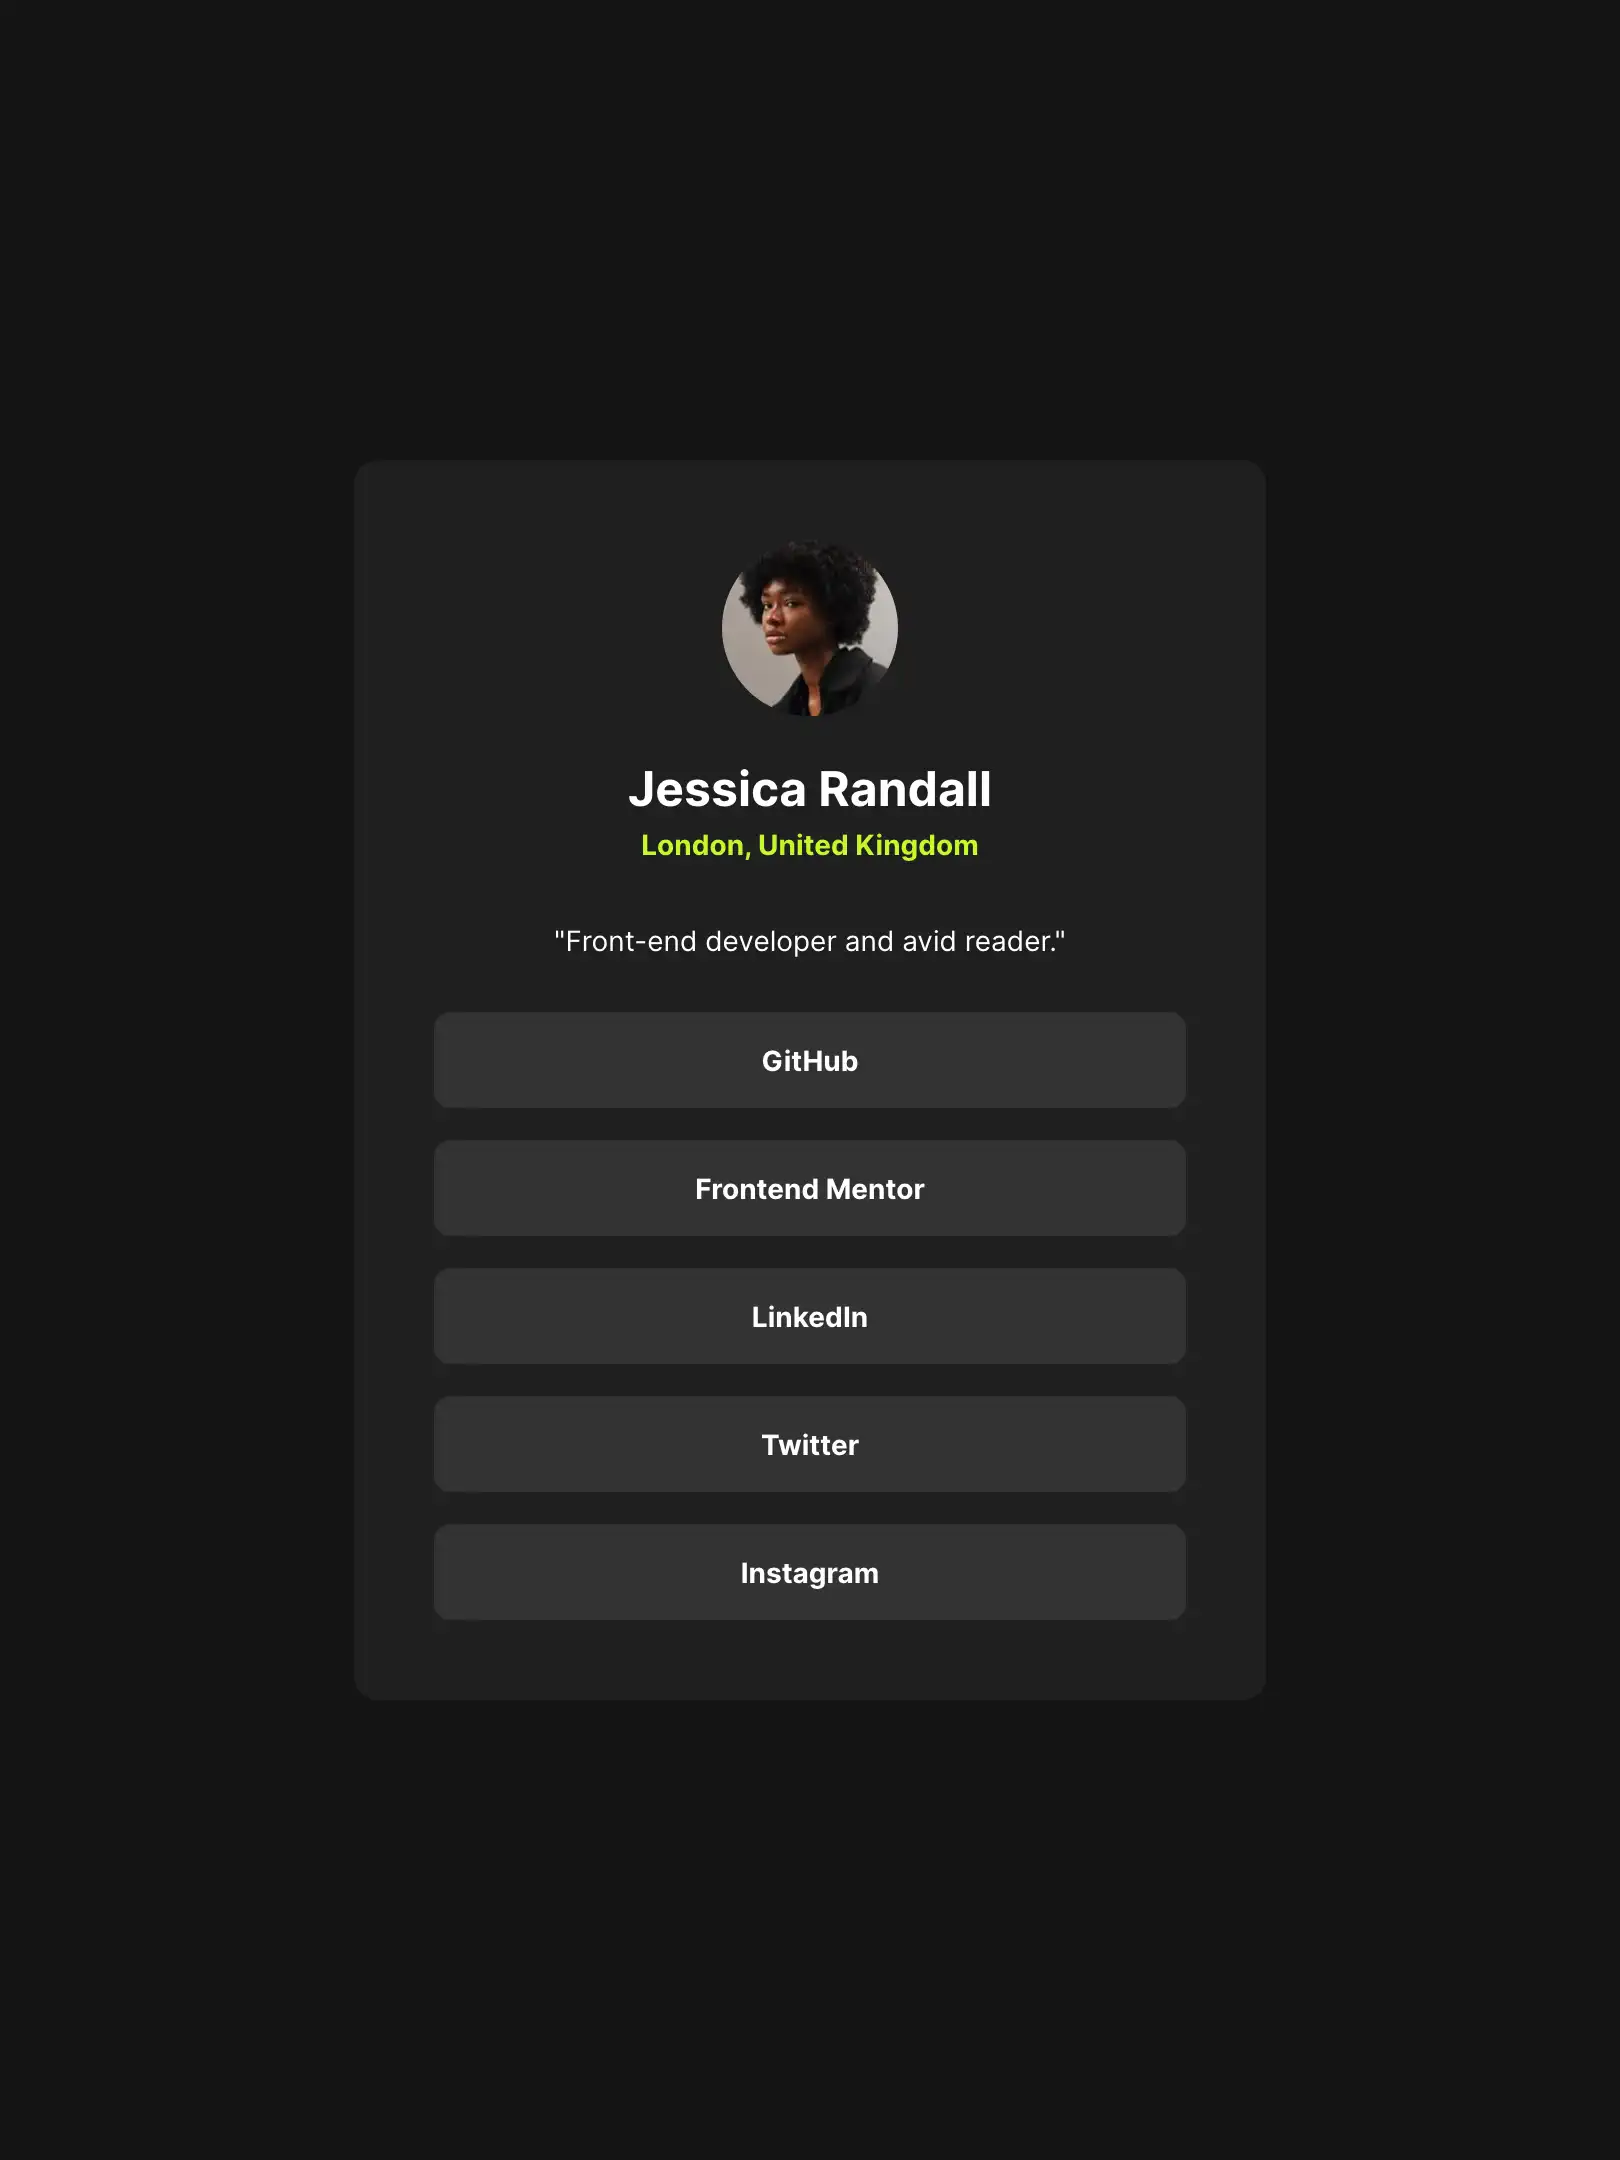 Jessica Randall
London, United Kingdom
"Front-end developer and avid reader."
GitHub
Frontend Mentor
LinkedIn
Twitter
Instagram